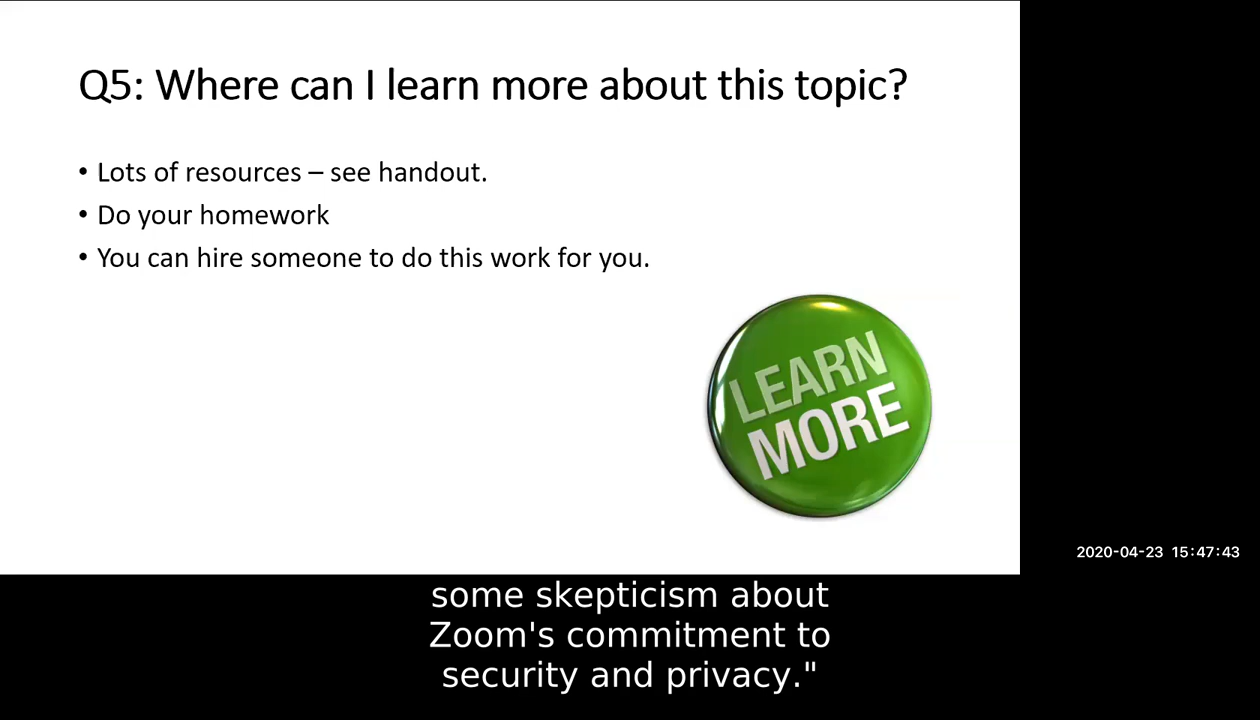 Q5: Where can I learn more about this topic?
• Lots of resources – see handout.
• Do your homework
• You can hire someone to do this work for you.
LEARN
MORE
2020-04-23 15:47:43
some skepticism about
Zoom's commitment to
security and privacy."